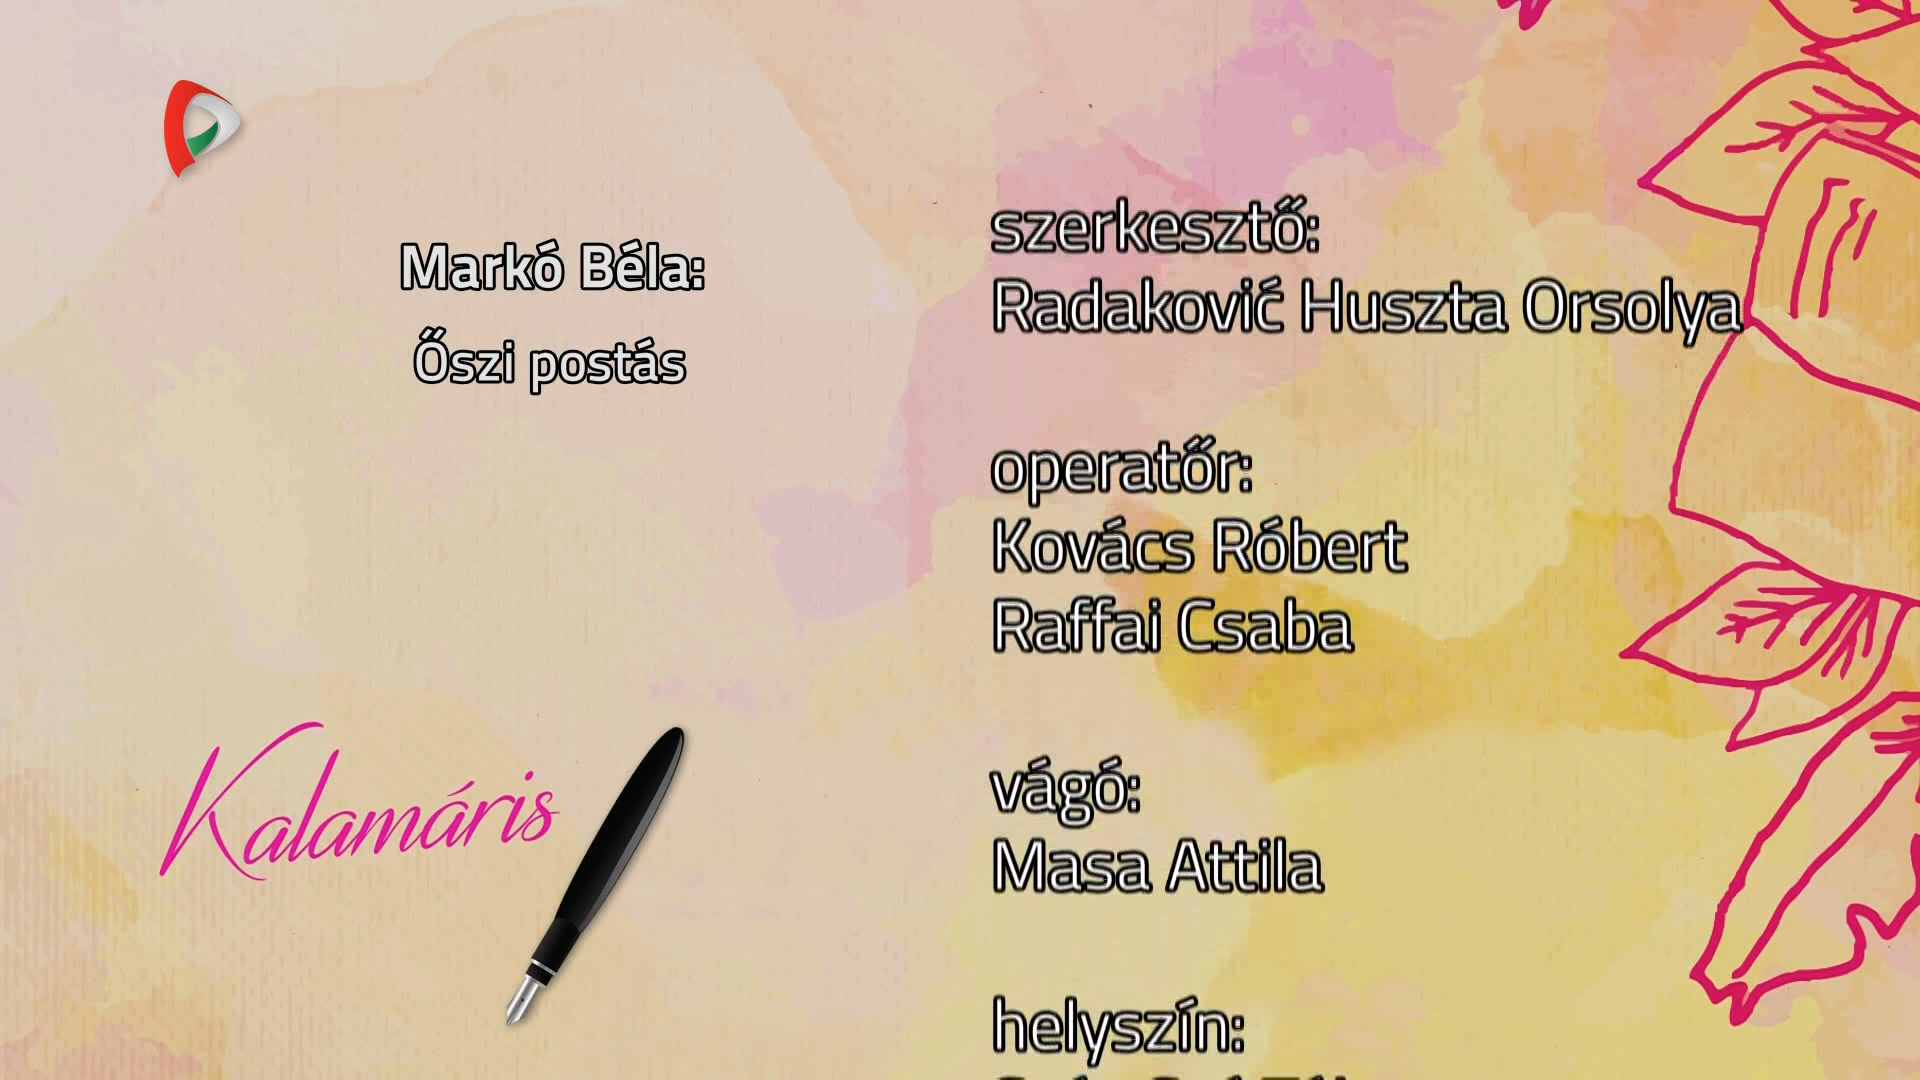 Markó Béla:
Őszi postás
Kalamáris
szerkesztő:
Radaković Huszta Orsolya
operatőr:
Kovács Róbert
Raffai Csaba
vágó:
Masa Attila
helyszín: